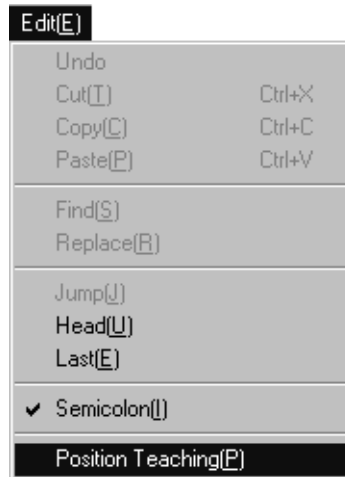 Edit(E)
Undo
Cut(T) Ctrl+X
Copy(C) Ctrl+C
Paste(P) Ctrl+V
Find(S)
Replace(R)
Jump(J)
Head(U)
Last(E)
✔ Semicolon(I)
Position Teaching(P)